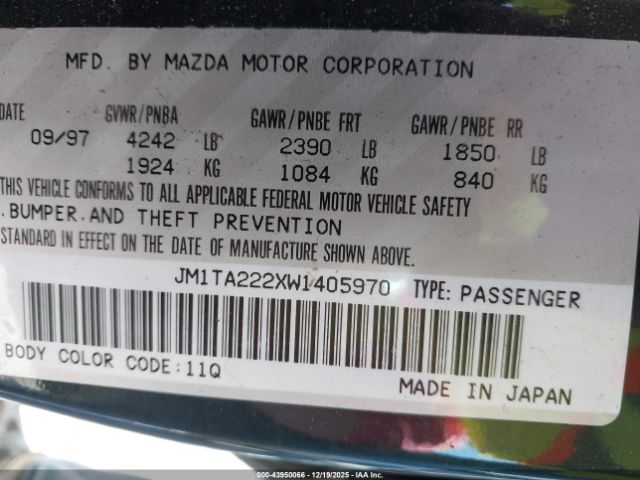 MFD. BY MAZDA MOTOR CORPORATION
DATE GVWR/PNBA GAWR/PNBE FRT GAWR/PNBE RR
09/97 4242 LB 2390 LB 1850 LB
1924 KG 1084 KG 840 KG
THIS VEHICLE CONFORMS TO ALL APPLICABLE FEDERAL MOTOR VEHICLE SAFETY
, BUMPER AND THEFT PREVENTION
STANDARD IN EFFECT ON THE DATE OF MANUFACTURE SHOWN ABOVE.
JM1TA222XW1405970 TYPE: PASSENGER
BODY COLOR CODE:11Q
MADE IN JAPAN
000-43950066 - 12/19/2025 - IAAI.com